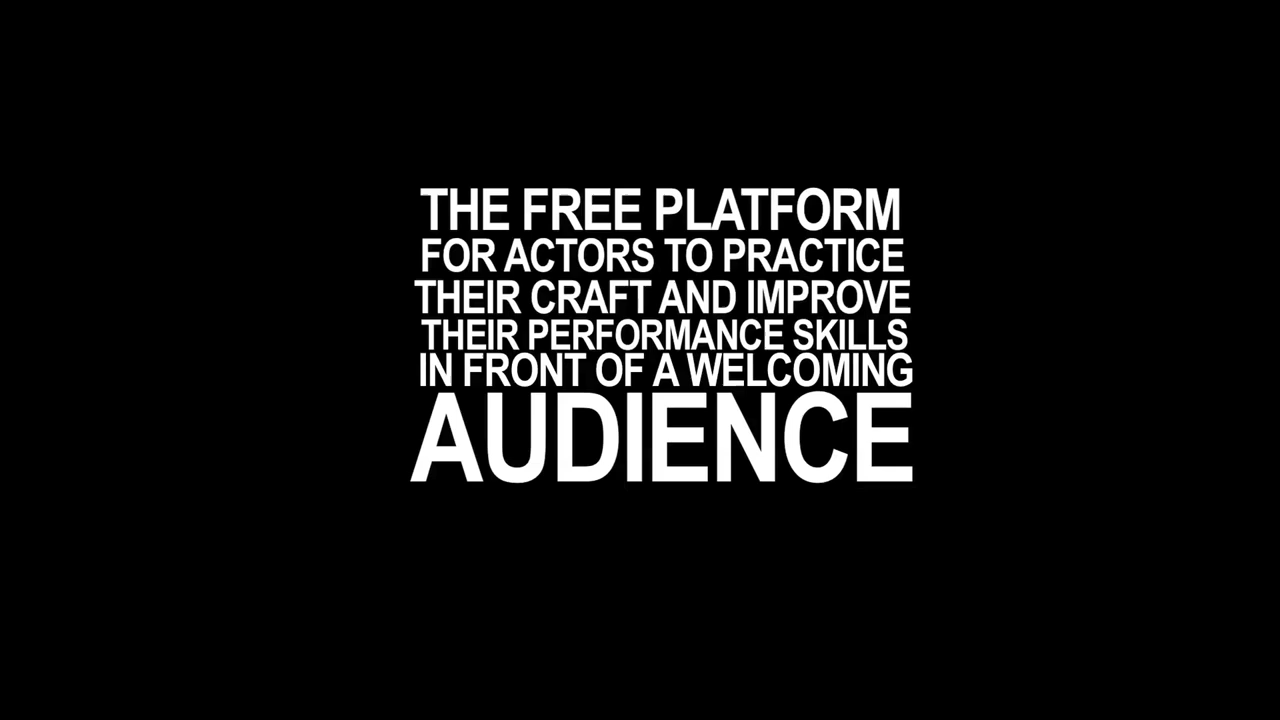 THE FREE PLATFORM
FOR ACTORS TO PRACTICE
THEIR CRAFT AND IMPROVE
THEIR PERFORMANCE SKILLS
IN FRONT OF A WELCOMING
AUDIENCE